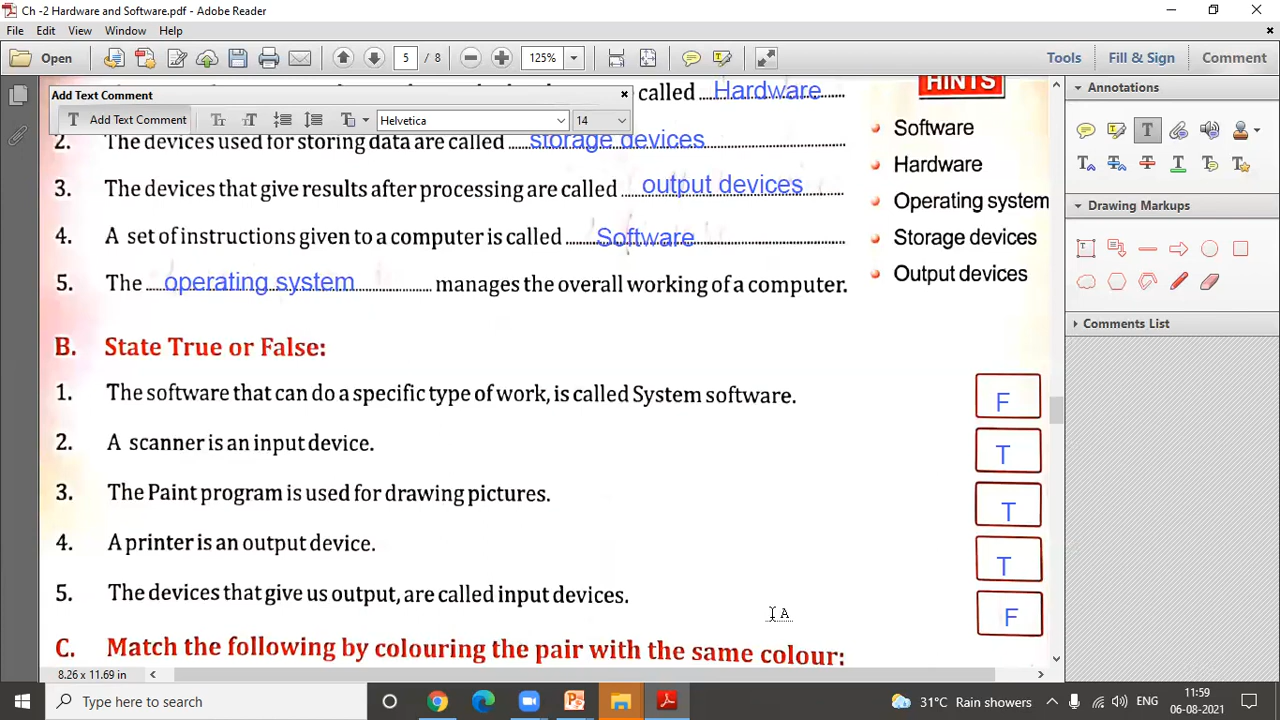 Ch -2 Hardware and Software.pdf - Adobe Reader
File Edit View Window Help
Open 5 / 8 125% Tools Fill & Sign Comment
Add Text Comment
Add Text Comment Helvetica 14
called Hardware
2. The devices used for storing data are called storage devices
3. The devices that give results after processing are called output devices
4. A set of instructions given to a computer is called Software
5. The operating system manages the overall working of a computer.
HINTS
Software
Hardware
Operating system
Storage devices
Output devices
B. State True or False:
1. The software that can do a specific type of work, is called System software. F
2. A scanner is an input device. T
3. The Paint program is used for drawing pictures. T
4. A printer is an output device. T
5. The devices that give us output, are called input devices. F
C. Match the following by colouring the pair with the same colour:
Annotations
Drawing Markups
Comments List
8.26 x 11.69 in
Type here to search
31°C Rain showers
ENG
11:59
06-08-2021